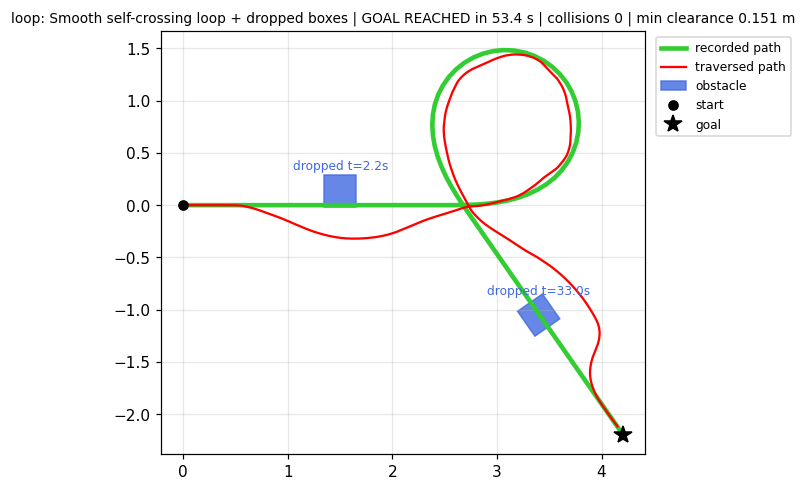 loop: Smooth self-crossing loop + dropped boxes | GOAL REACHED in 53.4 s | collisions 0 | min clearance 0.151 m
recorded path
traversed path
obstacle
start
goal
1.5
1.0
0.5
0.0
−0.5
−1.0
−1.5
−2.0
dropped t=2.2s
dropped t=33.0s
0
1
2
3
4